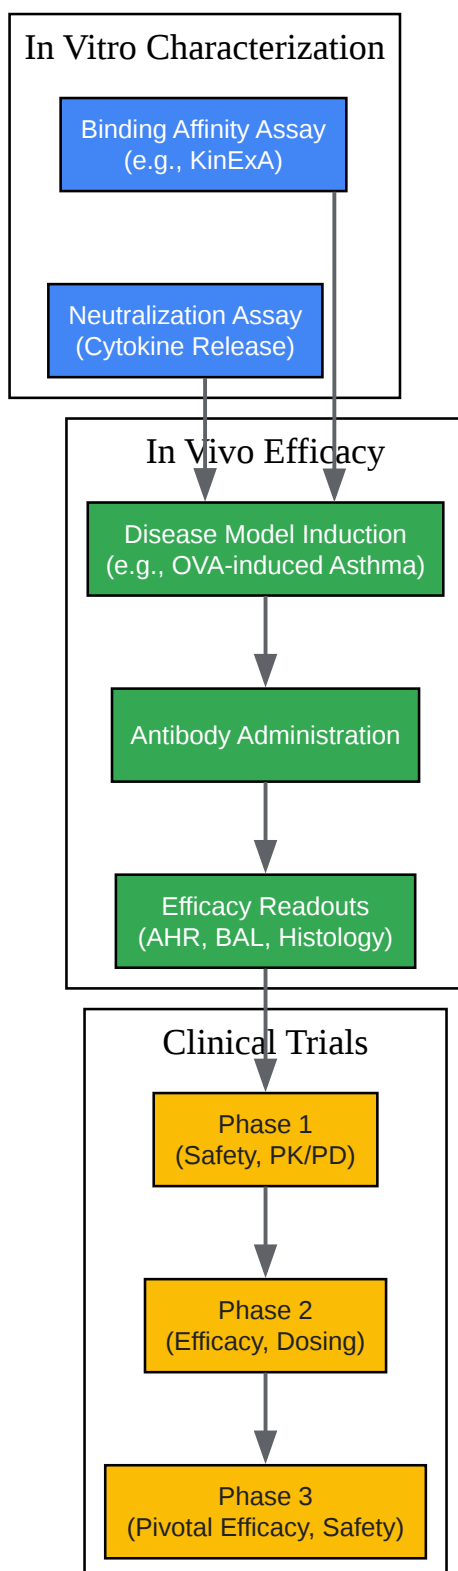 In Vitro Characterization
Binding Affinity Assay
(e.g., KinExA)
Neutralization Assay
(Cytokine Release)
In Vivo Efficacy
Disease Model Induction
(e.g., OVA-induced Asthma)
Antibody Administration
Efficacy Readouts
(AHR, BAL, Histology)
Clinical Trials
Phase 1
(Safety, PK/PD)
Phase 2
(Efficacy, Dosing)
Phase 3
(Pivotal Efficacy, Safety)